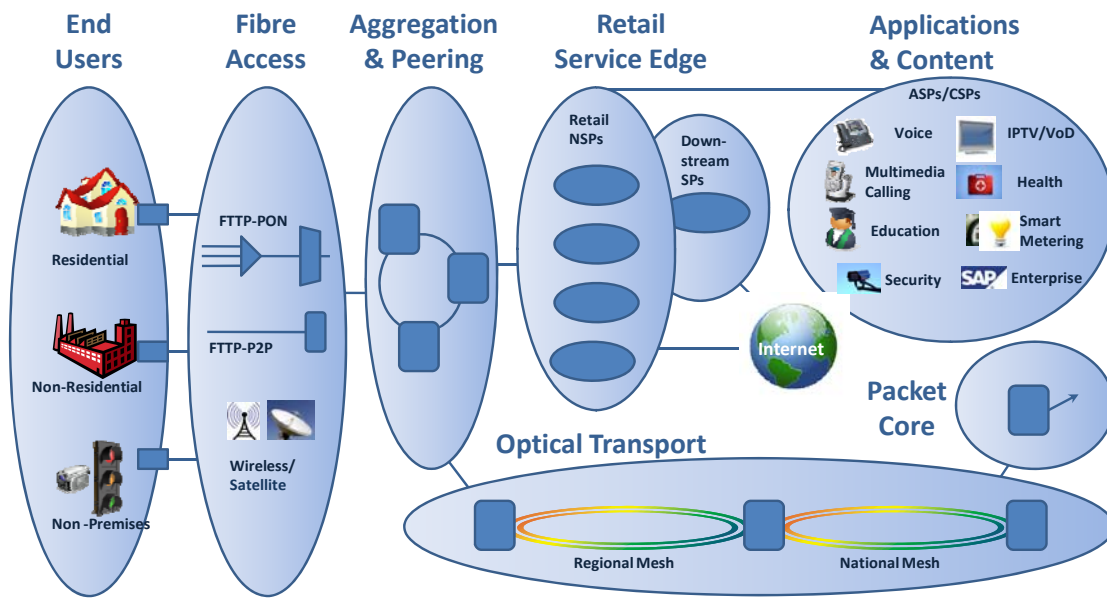 End
Users
Fibre
Access
Aggregation
& Peering
Retail
Service Edge
Applications
& Content
ASPs/CSPs
Voice
IPTV/VoD
Multimedia
Calling
Health
Education
Smart
Metering
Security
SAP
Enterprise
Retail
NSPs
Down-
stream
SPs
Internet
Residential
Non-Residential
Non -Premises
FTTP-PON
FTTP-P2P
Wireless/
Satellite
Packet
Core
Optical Transport
Regional Mesh
National Mesh